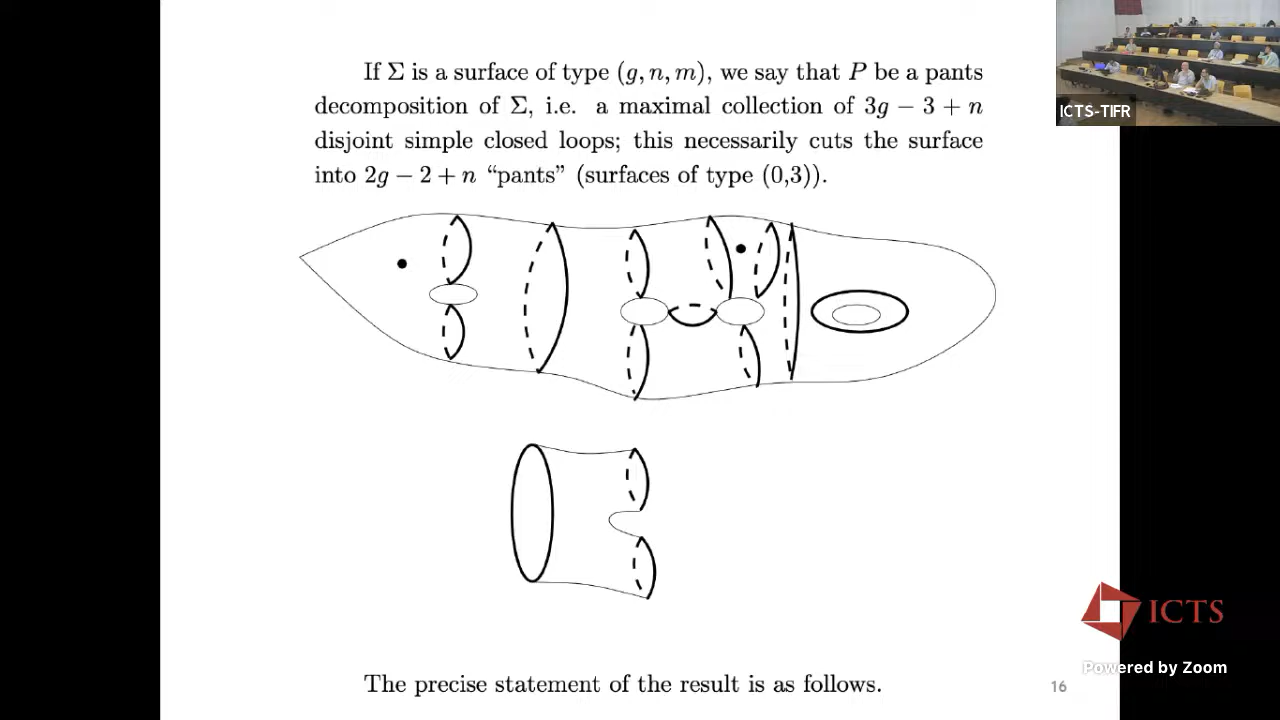 If Σ is a surface of type (g, n, m), we say that P be a pants
decomposition of Σ, i.e. a maximal collection of 3g − 3 + n
disjoint simple closed loops; this necessarily cuts the surface
into 2g − 2 + n “pants” (surfaces of type (0,3)).
ICTS-TIFR
ICTS
Powered by Zoom
The precise statement of the result is as follows.
16